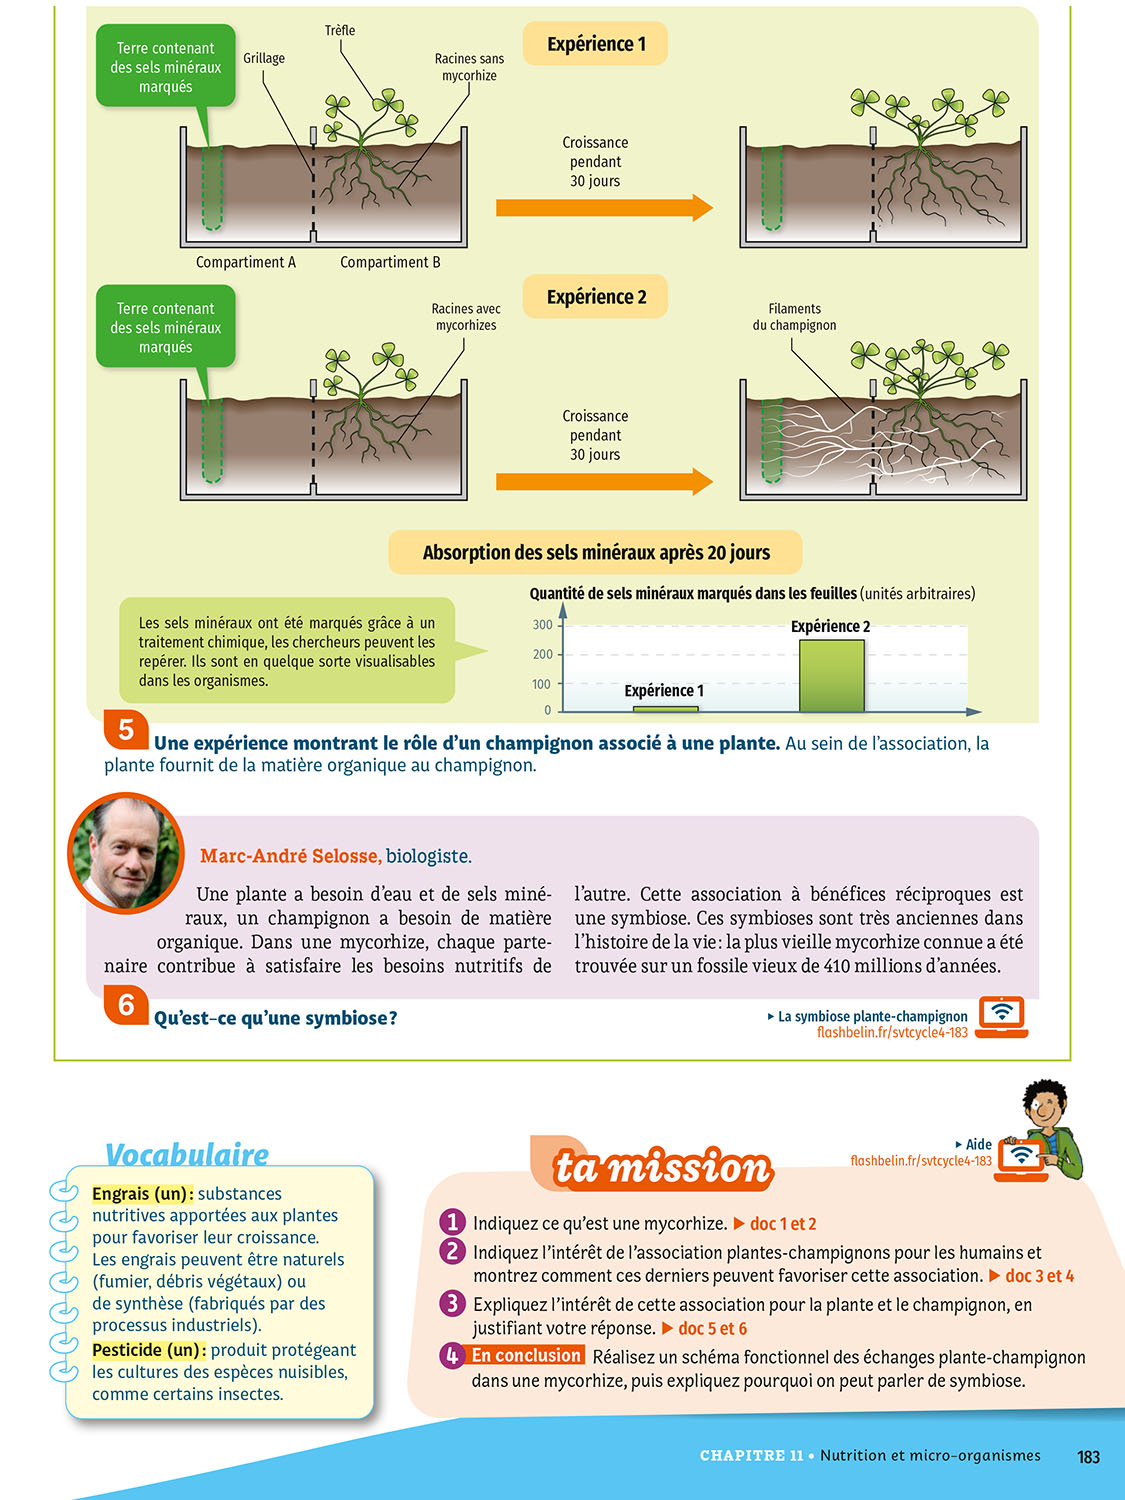 Terre contenant
des sels minéraux
marqués
Grillage
Trèfle
Racines sans
mycorhize
Expérience 1
Croissance
pendant
30 jours
Compartiment A
Compartiment B
Expérience 2
Terre contenant
des sels minéraux
marqués
Racines avec
mycorhizes
Filaments
du champignon
Croissance
pendant
30 jours
Absorption des sels minéraux après 20 jours
Les sels minéraux ont été marqués grâce à un
traitement chimique, les chercheurs peuvent les
repérer. Ils sont en quelque sorte visualisables
dans les organismes.
Quantité de sels minéraux marqués dans les feuilles (unités arbitraires)
300
200
100
0
Expérience 1
Expérience 2
5 Une expérience montrant le rôle d'un champignon associé à une plante. Au sein de l'association, la
plante fournit de la matière organique au champignon.
Marc-André Selosse, biologiste.
Une plante a besoin d'eau et de sels miné-
raux, un champignon a besoin de matière
organique. Dans une mycorhize, chaque parte-
naire contribue à satisfaire les besoins nutritifs de
l'autre. Cette association à bénéfices réciproques est
une symbiose. Ces symbioses sont très anciennes dans
l'histoire de la vie : la plus vieille mycorhize connue a été
trouvée sur un fossile vieux de 410 millions d'années.
6 Qu'est-ce qu'une symbiose ?
▸ La symbiose plante-champignon
flashbelin.fr/svtcycle4-183
Vocabulaire
Engrais (un) : substances
nutritives apportées aux plantes
pour favoriser leur croissance.
Les engrais peuvent être naturels
(fumier, débris végétaux) ou
de synthèse (fabriqués par des
processus industriels).
Pesticide (un) : produit protégeant
les cultures des espèces nuisibles,
comme certains insectes.
ta mission
▸ Aide
flashbelin.fr/svtcycle4-183
1 Indiquez ce qu'est une mycorhize. ▶ doc 1 et 2
2 Indiquez l'intérêt de l'association plantes-champignons pour les humains et
montrez comment ces derniers peuvent favoriser cette association. ▶ doc 3 et 4
3 Expliquez l'intérêt de cette association pour la plante et le champignon, en
justifiant votre réponse. ▶ doc 5 et 6
4 En conclusion Réalisez un schéma fonctionnel des échanges plante-champignon
dans une mycorhize, puis expliquez pourquoi on peut parler de symbiose.
CHAPITRE 11 • Nutrition et micro-organismes 183